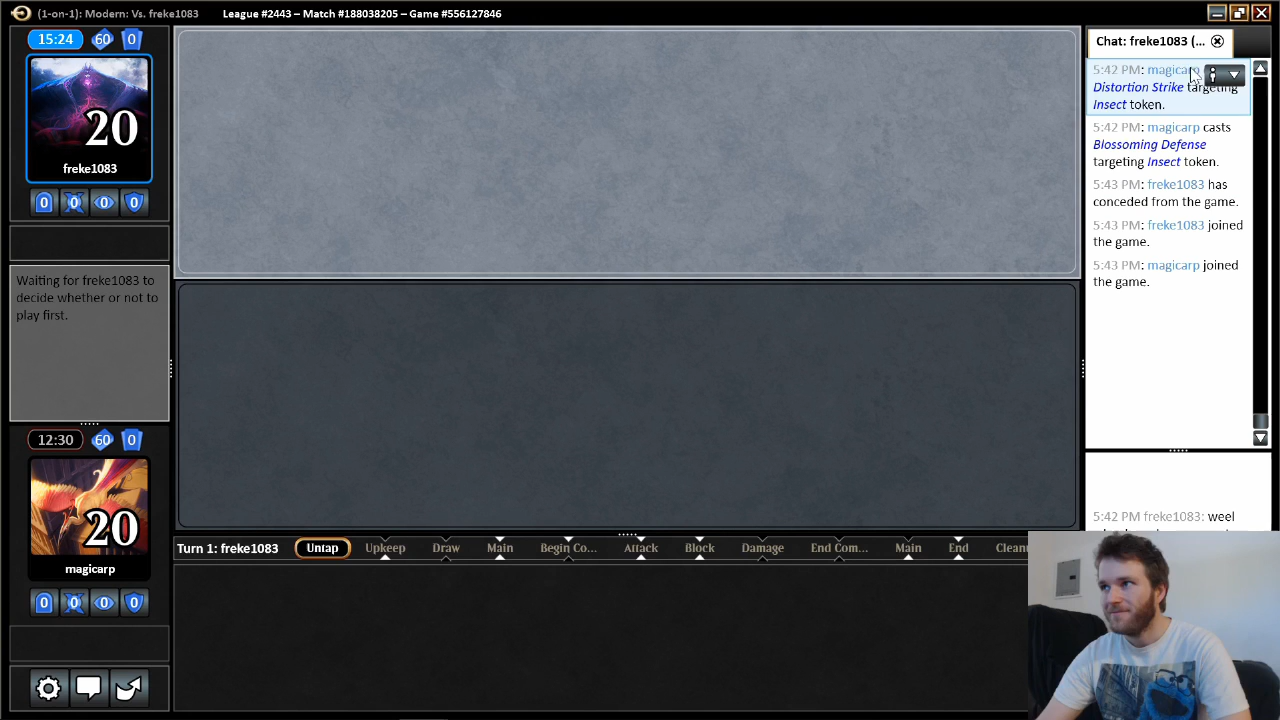 (1-on-1): Modern: Vs. freke1083
League #2443 – Match #188038205 – Game #556127846
15:24 60 0
20
freke1083
0 0 0 0
Waiting for freke1083 to
decide whether or not to
play first.
12:30 60 0
20
magicarp
0 0 0 0
Turn 1: freke1083
Untap Upkeep Draw Main Begin Co... Attack Block Damage End Com... Main End
Chat: freke1083 (...
5:42 PM: magicarp
Distortion Strike targeting
Insect token.
5:42 PM: magicarp casts
Blossoming Defense
targeting Insect token.
5:43 PM: freke1083 has
conceded from the game.
5:43 PM: freke1083 joined
the game.
5:43 PM: magicarp joined
the game.
5:42 PM freke1083: weel